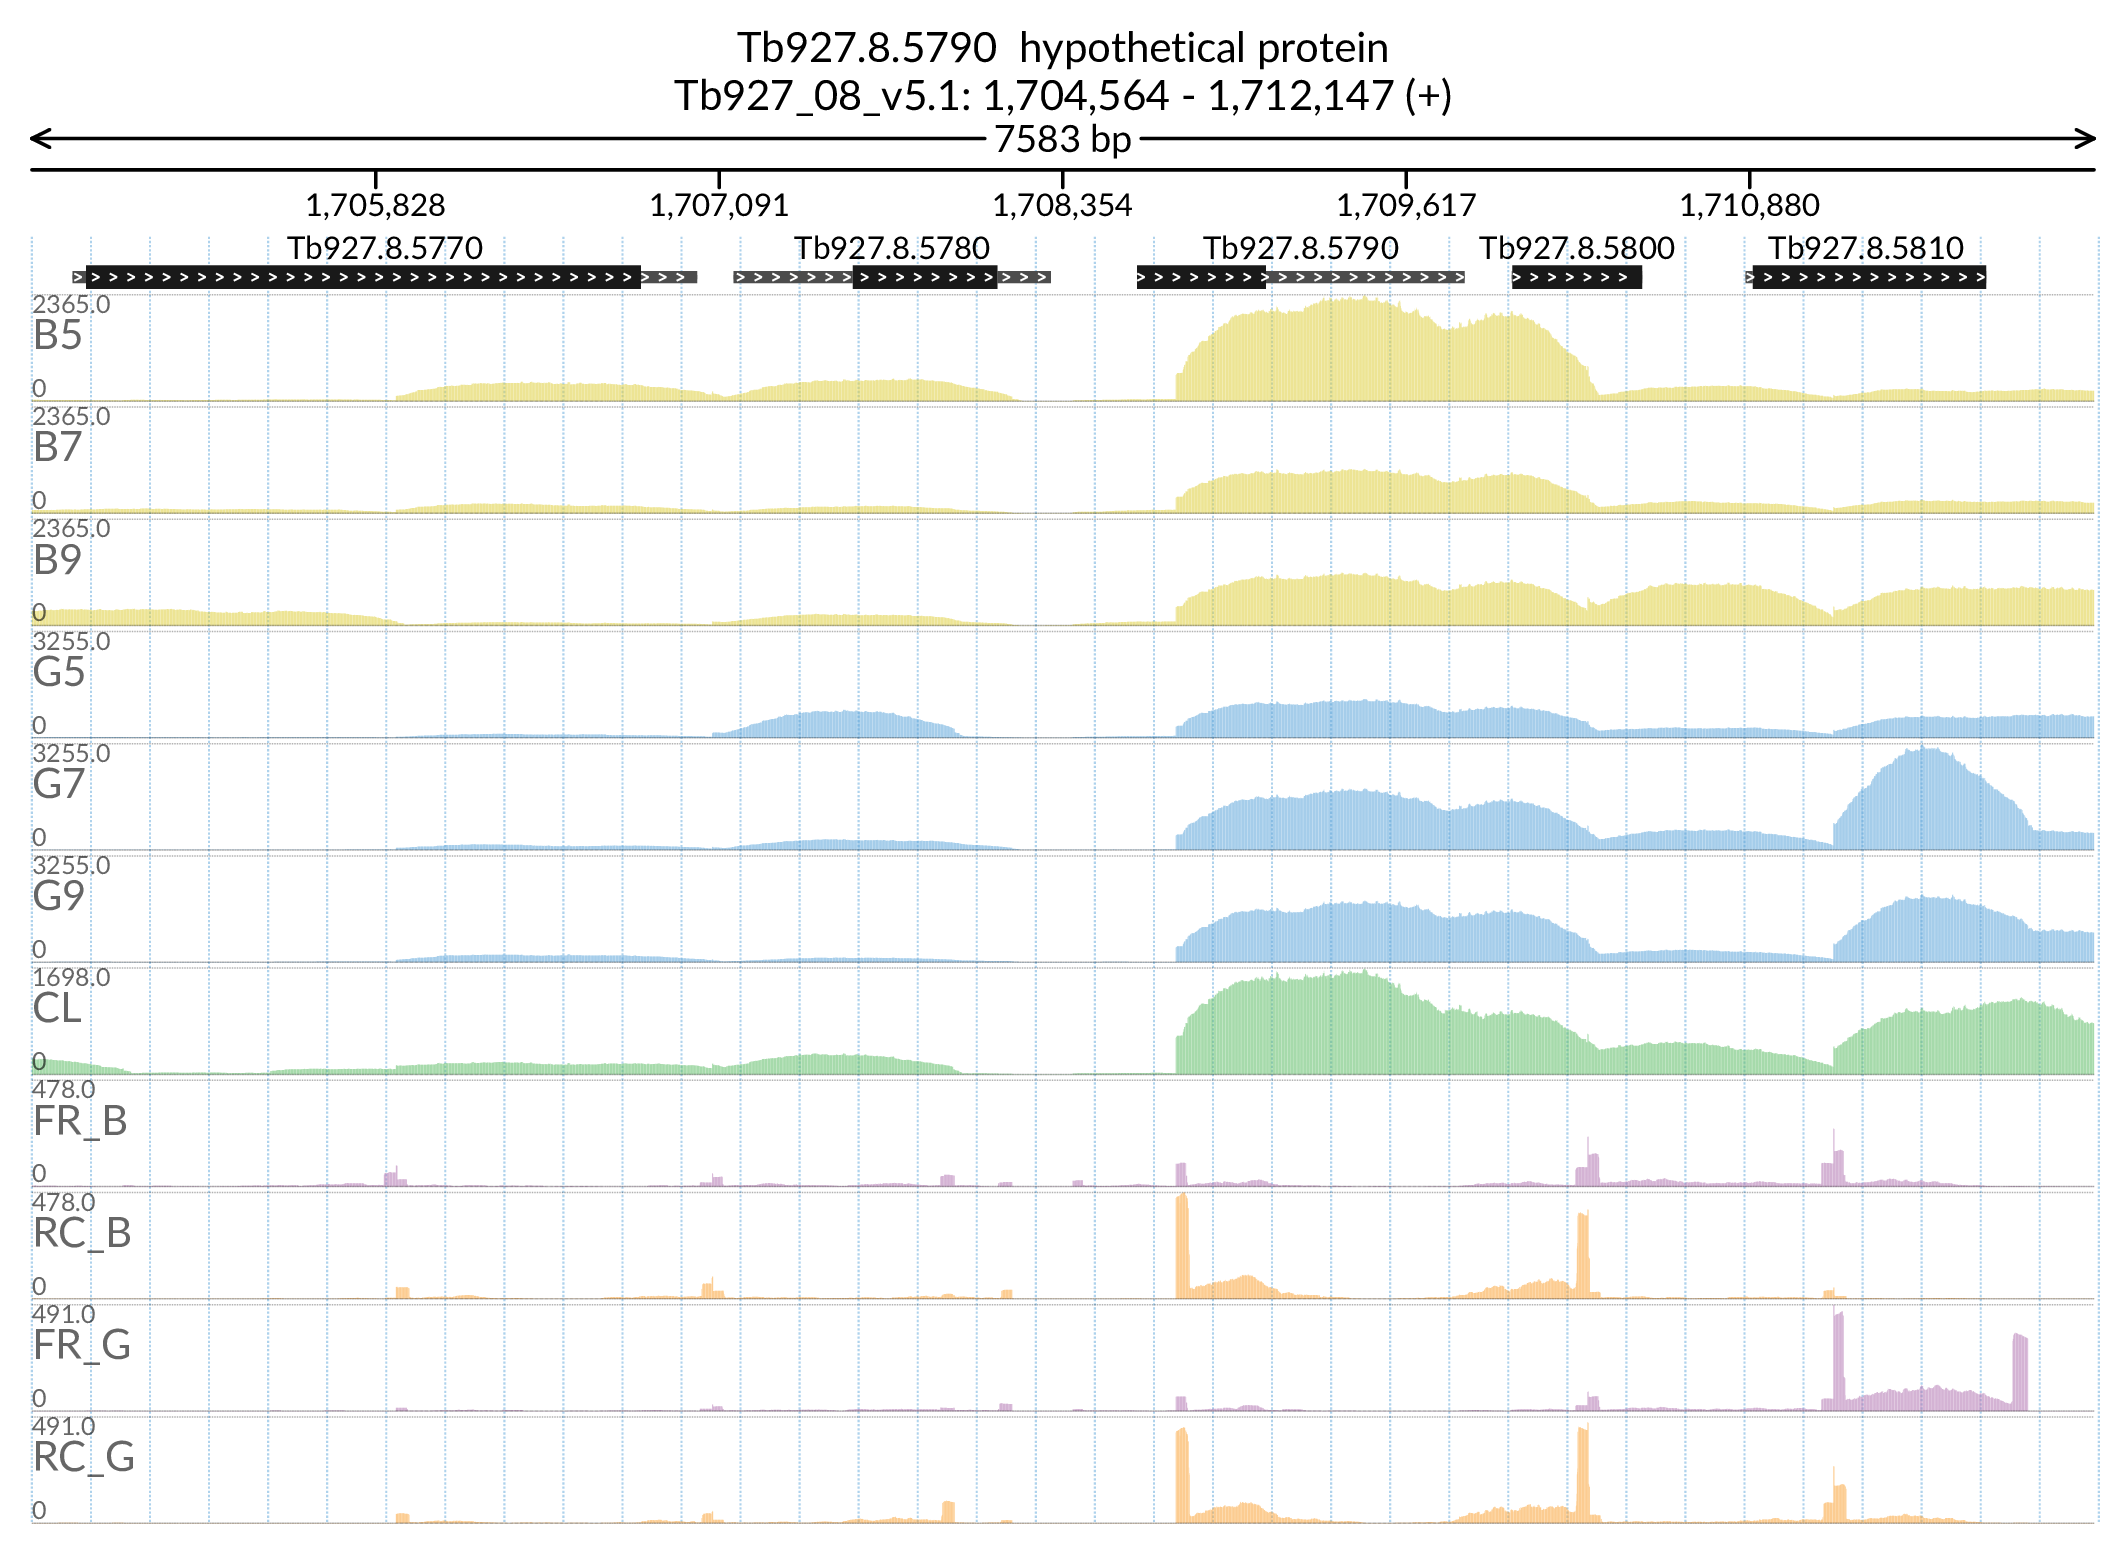 Tb927.8.5790  hypothetical protein
Tb927_08_v5.1: 1,704,564 - 1,712,147 (+)
7583 bp
1,705,828 1,707,091 1,708,354 1,709,617 1,710,880
Tb927.8.5770 Tb927.8.5780 Tb927.8.5790 Tb927.8.5800 Tb927.8.5810
2365.0
B5
0
2365.0
B7
0
2365.0
B9
0
3255.0
G5
0
3255.0
G7
0
3255.0
G9
0
1698.0
CL
0
478.0
FR_B
0
478.0
RC_B
0
491.0
FR_G
0
491.0
RC_G
0